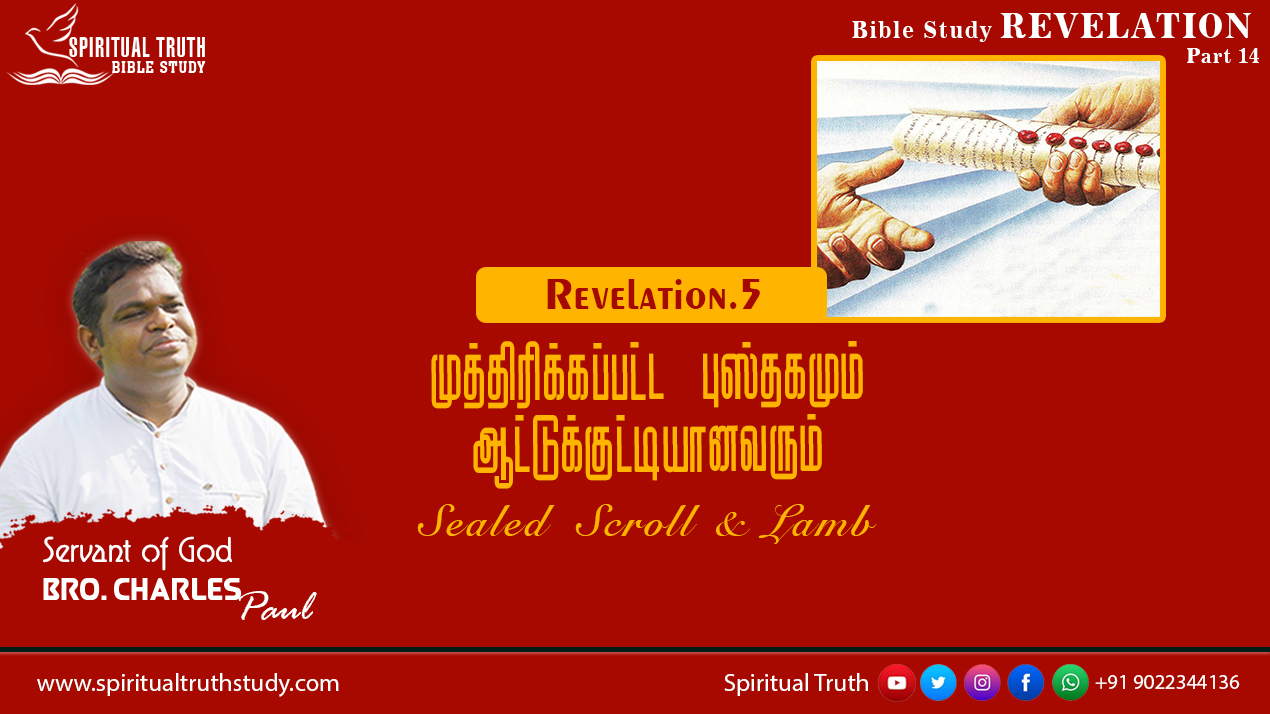 SPIRITUAL TRUTH
BIBLE STUDY
Bible Study REVELATION
Part 14
Revelation.5
முத்திரிக்கப்பட்ட புஸ்தகமும்
ஆட்டுக்குட்டியானவரும்
Sealed Scroll & Lamb
Servant of God
BRO. CHARLES
Paul
www.spiritualtruthstudy.com
Spiritual Truth +91 9022344136